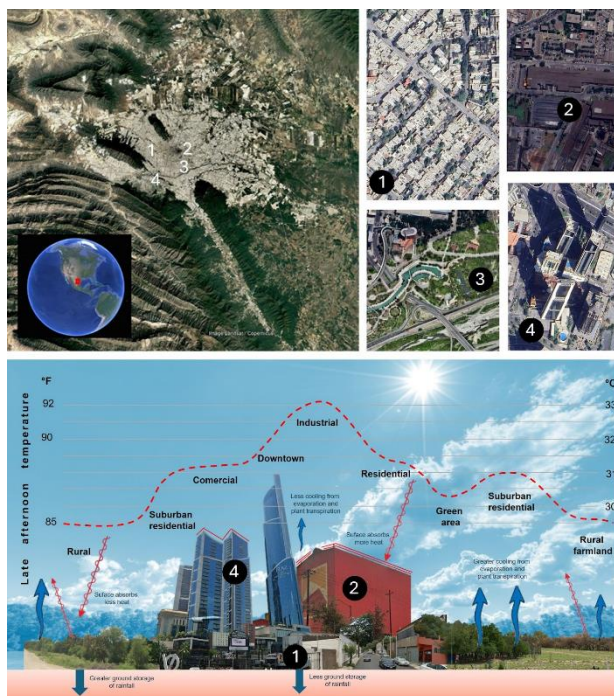 1
2
3
4
Image Landsat / Copernicus
1
2
3
4
°F
°C
92
90
85
33
32
31
30
Late afternoon temperature
Industrial
Downtown
Comercial
Residential
Suburban
residential
Green
area
Suburban
residential
Rural
Rural
farmland
Less cooling from
evaporation and
plant transpiration
Suface absorbs
more heat
Greater cooling from
evaporation and
plant transpiration
Suface absorbs
less heat
4
2
1
Greater ground storage
of rainfall
Less ground storage
of rainfall